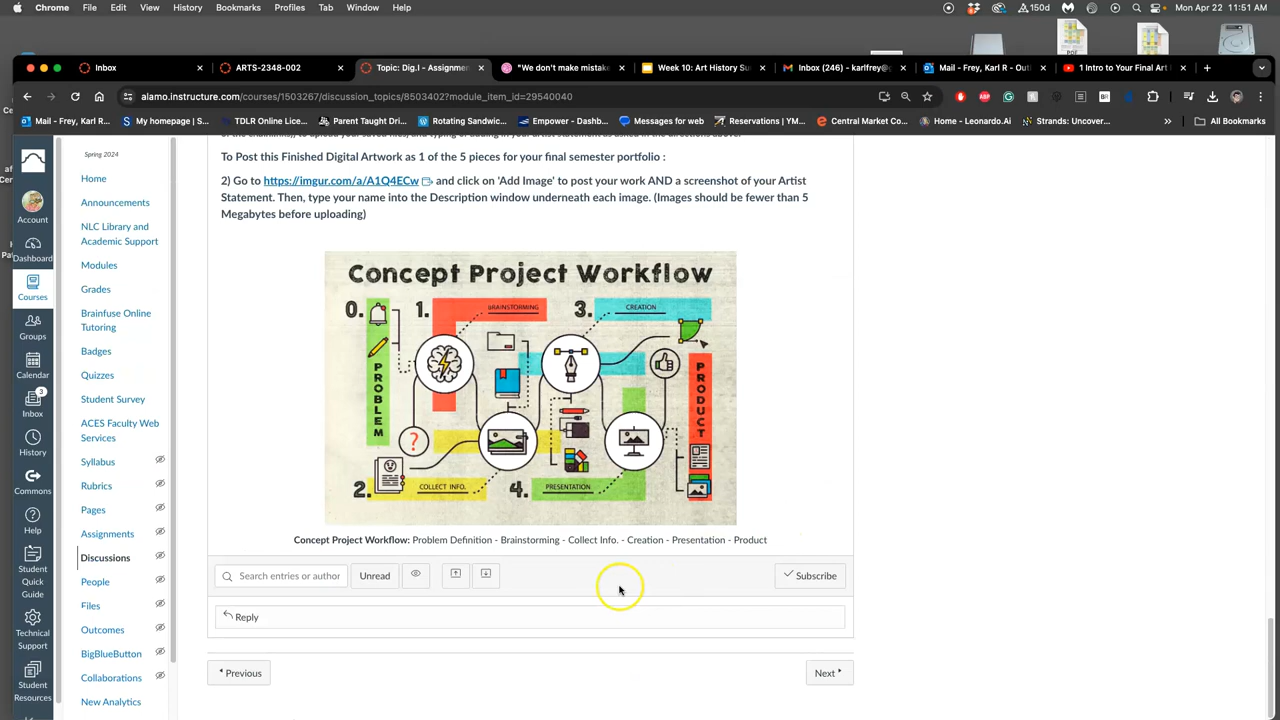 Chrome File Edit View History Bookmarks Profiles Tab Window Help
150d
Mon Apr 22 11:51 AM
Inbox
ARTS-2348-002
Topic: Dig.I - Assignmen
"We don't make mistake
Week 10: Art History Su
Inbox (246) - karlfrey@g
Mail - Frey, Karl R - Out
1 Intro to Your Final Art
alamo.instructure.com/courses/1503267/discussion_topics/8503402?module_item_id=29540040
Mail - Frey, Karl R... My homepage | S... TDLR Online Lice... Parent Taught Dri... Rotating Sandwic... Empower - Dashb... Messages for web Reservations | YM... Central Market Co... Home - Leonardo.Ai Strands: Uncover... » All Bookmarks
Spring 2024
Account
Dashboard
Courses
Groups
Calendar
3
Inbox
History
Commons
Help
Student Quick Guide
Technical Support
Student Resources
Home
Announcements
NLC Library and Academic Support
Modules
Grades
Brainfuse Online Tutoring
Badges
Quizzes
Student Survey
ACES Faculty Web Services
Syllabus
Rubrics
Pages
Assignments
Discussions
People
Files
Outcomes
BigBlueButton
Collaborations
New Analytics
To Post this Finished Digital Artwork as 1 of the 5 pieces for your final semester portfolio :
2) Go to https://imgur.com/a/A1Q4ECw and click on 'Add Image' to post your work AND a screenshot of your Artist
Statement. Then, type your name into the Description window underneath each image. (Images should be fewer than 5
Megabytes before uploading)
Concept Project Workflow
0. 1. BRAINSTORMING 3. CREATION
PROBLEM
?
PRODUCT
2. COLLECT INFO. 4. PRESENTATION
Concept Project Workflow: Problem Definition - Brainstorming - Collect Info. - Creation - Presentation - Product
Search entries or author Unread Subscribe
Reply
Previous Next